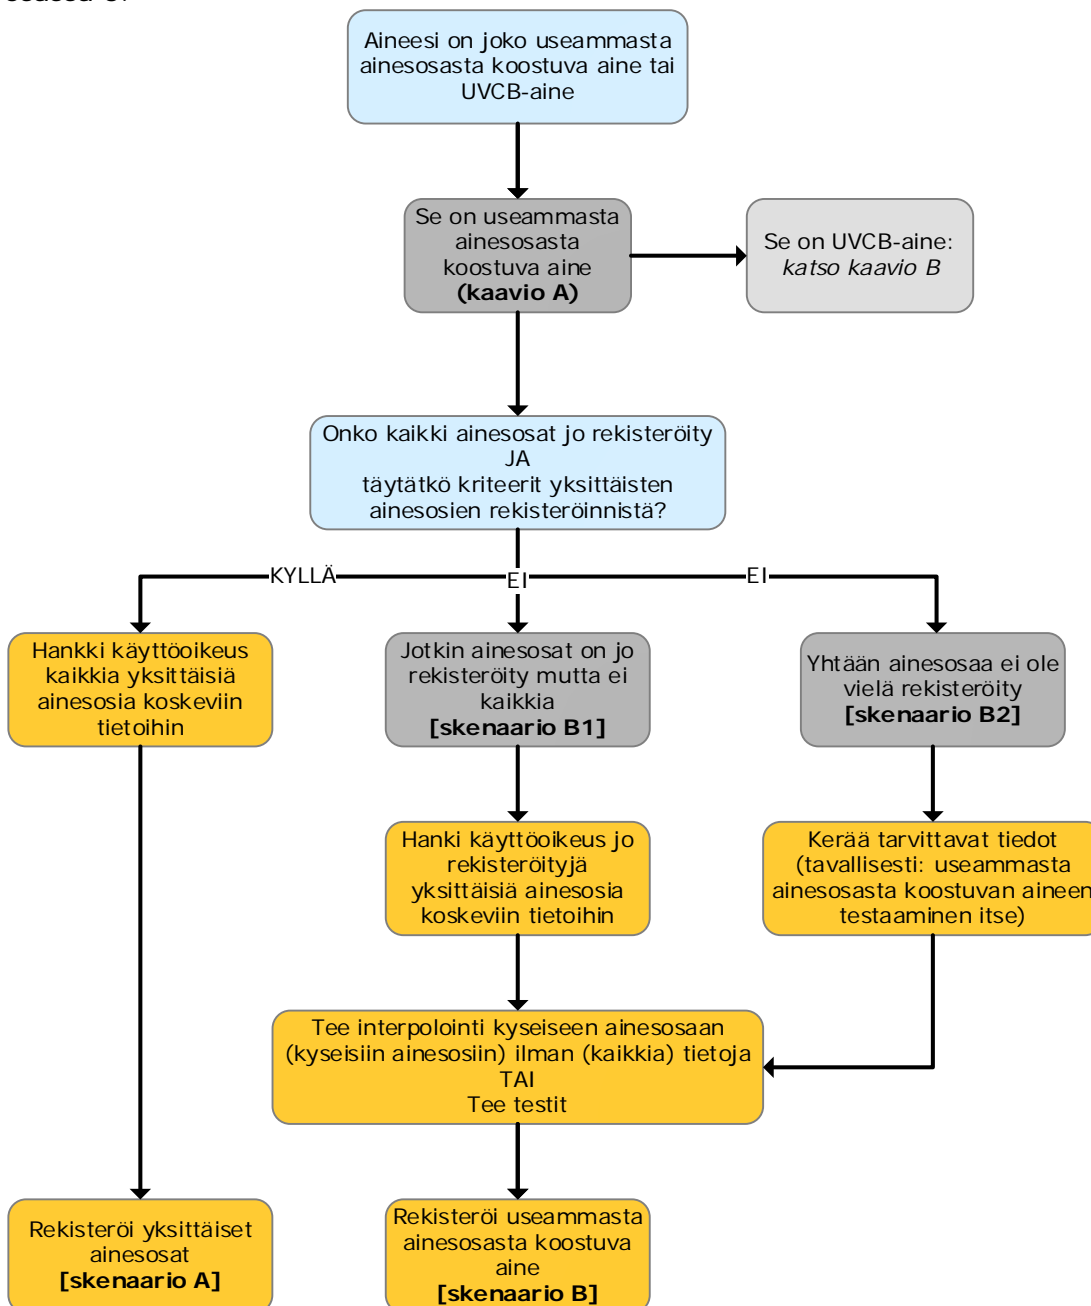 Aineesi on joko useammasta
ainesosasta koostuva aine tai
UVCB-aine
Se on useammasta
ainesosasta
koostuva aine
(kaavio A)
Se on UVCB-aine:
katso kaavio B
Onko kaikki ainesosat jo rekisteröity
JA
täytätkö kriteerit yksittäisten
ainesosien rekisteröinnistä?
KYLLÄ
EI
EI
Hankki käyttöoikeus
kaikkia yksittäisiä
ainesosia koskeviin
tietoihin
Jotkin ainesosat on jo
rekisteröity mutta ei
kaikkia
[skenaario B1]
Yhtään ainesosaa ei ole
vielä rekisteröity
[skenaario B2]
Hanki käyttöoikeus jo
rekisteröityjä
yksittäisiä ainesosia
koskeviin tietoihin
Kerää tarvittavat tiedot
(tavallisesti: useammasta
ainesosasta koostuvan aineen
testaaminen itse)
Tee interpolointi kyseiseen ainesosaan
(kyseisiin ainesosiin) ilman (kaikkia) tietoja
TAI
Tee testit
Rekisteröi yksittäiset
ainesosat
[skenaario A]
Rekisteröi useammasta
ainesosasta koostuva
aine
[skenaario B]